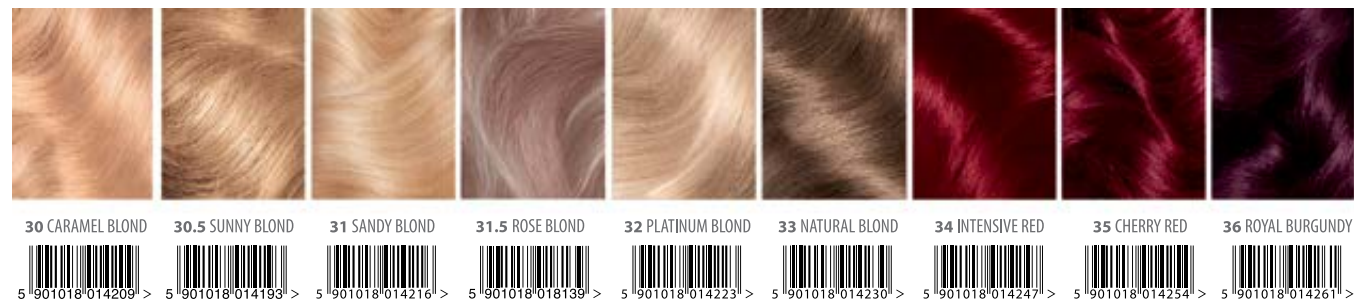 30 CARAMEL BLOND
30.5 SUNNY BLOND
31 SANDY BLOND
31.5 ROSE BLOND
32 PLATINUM BLOND
33 NATURAL BLOND
34 INTENSIVE RED
35 CHERRY RED
36 ROYAL BURGUNDY
5 901018 014209 >
5 901018 014193 >
5 901018 014216 >
5 901018 018139 >
5 901018 014223 >
5 901018 014230 >
5 901018 014247 >
5 901018 014254 >
5 901018 014261 >